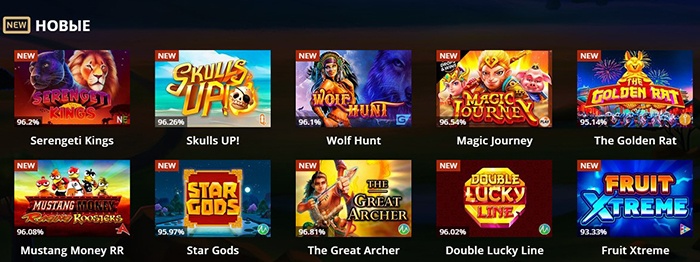 NEW НОВЫЕ
NEW NEW NEW NEW NEW
SERENGETI KINGS
SKULLS UP!
WOLF HUNT
MAGIC JOURNEY
THE GOLDEN RAT
96.2% NE 96.26% 96.1% 96.54% 95.14%
Serengeti Kings Skulls UP! Wolf Hunt Magic Journey The Golden Rat
NEW NEW NEW NEW NEW
MUSTANG MONEY
RAGING ROOSTERS
STAR GODS
THE GREAT ARCHER
DOUBLE LUCKY LINE
FRUIT XTREME
96.08% 95.97% 96.81% 96.02% 93.33%
Mustang Money RR Star Gods The Great Archer Double Lucky Line Fruit Xtreme